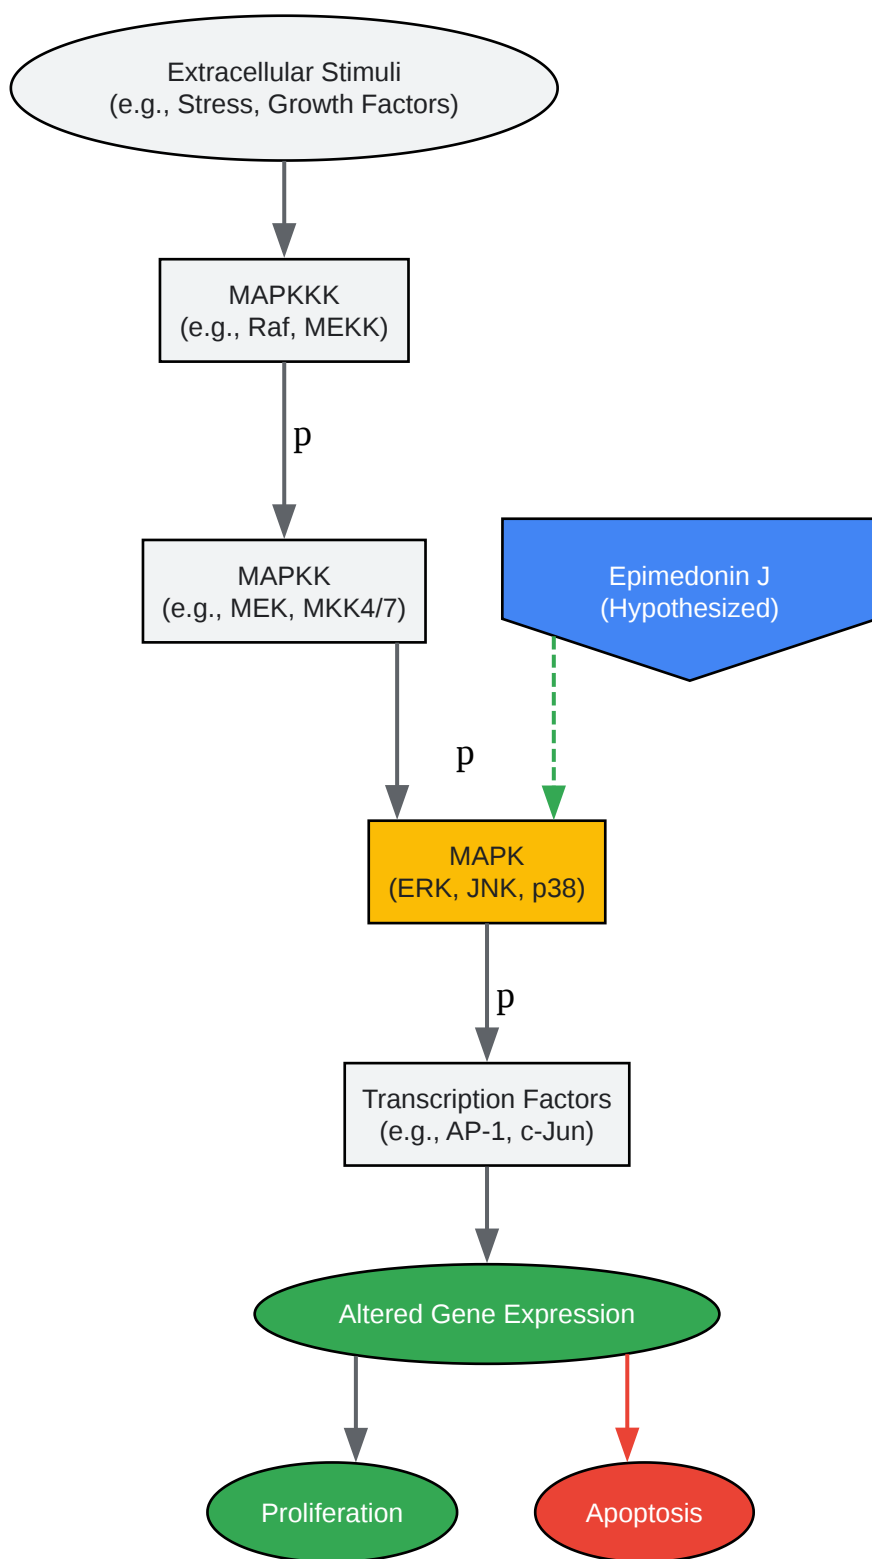 Extracellular Stimuli
(e.g., Stress, Growth Factors)
MAPKKK
(e.g., Raf, MEKK)
p
MAPKK
(e.g., MEK, MKK4/7)
Epimedonin J
(Hypothesized)
p
MAPK
(ERK, JNK, p38)
p
Transcription Factors
(e.g., AP-1, c-Jun)
Altered Gene Expression
Proliferation
Apoptosis